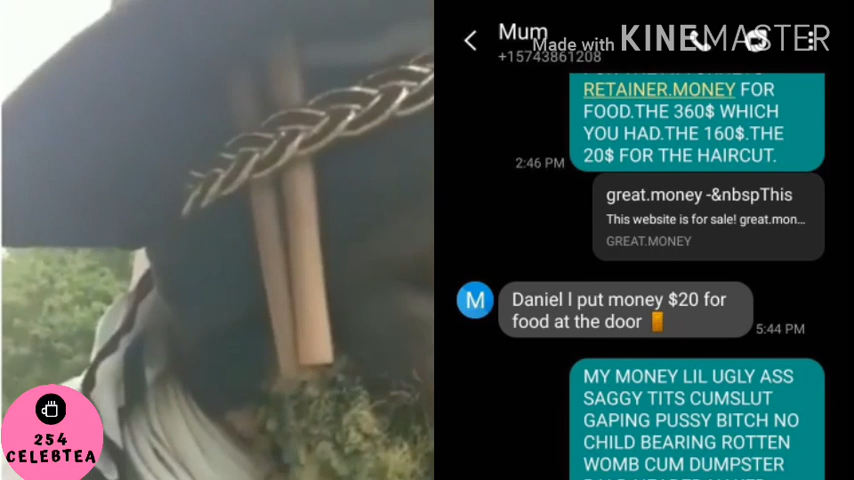 254
CELEBTEA
Mum
Made with KINEMASTER
+15743861208
RETAINER.MONEY FOR
FOOD.THE 360$ WHICH
YOU HAD.THE 160$.THE
20$ FOR THE HAIRCUT.
2:46 PM
great.money -&nbspThis
This website is for sale! great.mon...
GREAT.MONEY
M
Daniel I put money $20 for
food at the door
5:44 PM
MY MONEY LIL UGLY ASS
SAGGY TITS CUMSLUT
GAPING PUSSY BITCH NO
CHILD BEARING ROTTEN
WOMB CUM DUMPSTER